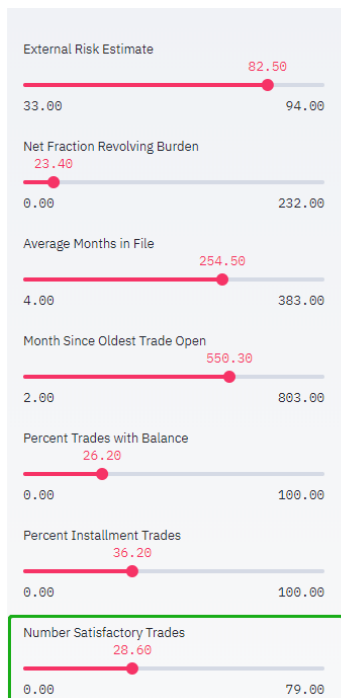 External Risk Estimate
82.50
33.00 94.00
Net Fraction Revolving Burden
23.40
0.00 232.00
Average Months in File
254.50
4.00 383.00
Month Since Oldest Trade Open
550.30
2.00 803.00
Percent Trades with Balance
26.20
0.00 100.00
Percent Installment Trades
36.20
0.00 100.00
Number Satisfactory Trades
28.60
0.00 79.00